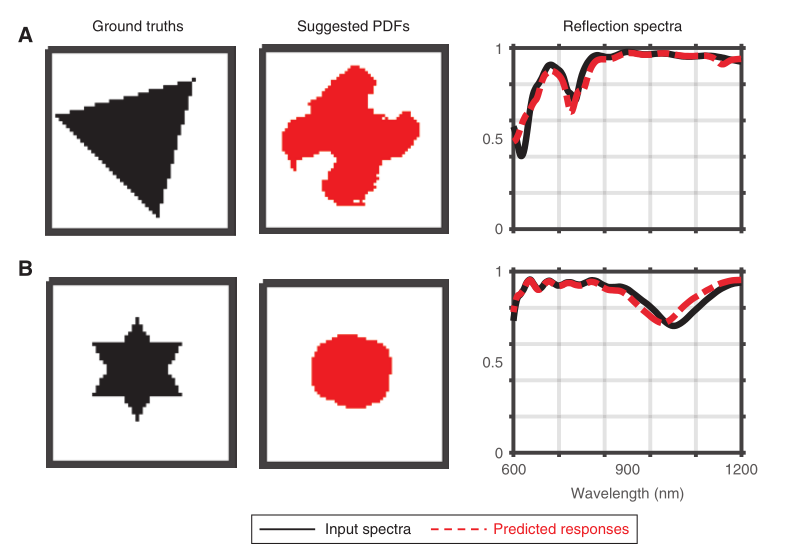 A
Ground truths
Suggested PDFs
Reflection spectra
1
0.5
0
B
1
0.5
0
600
900
1200
Wavelength (nm)
Input spectra
Predicted responses